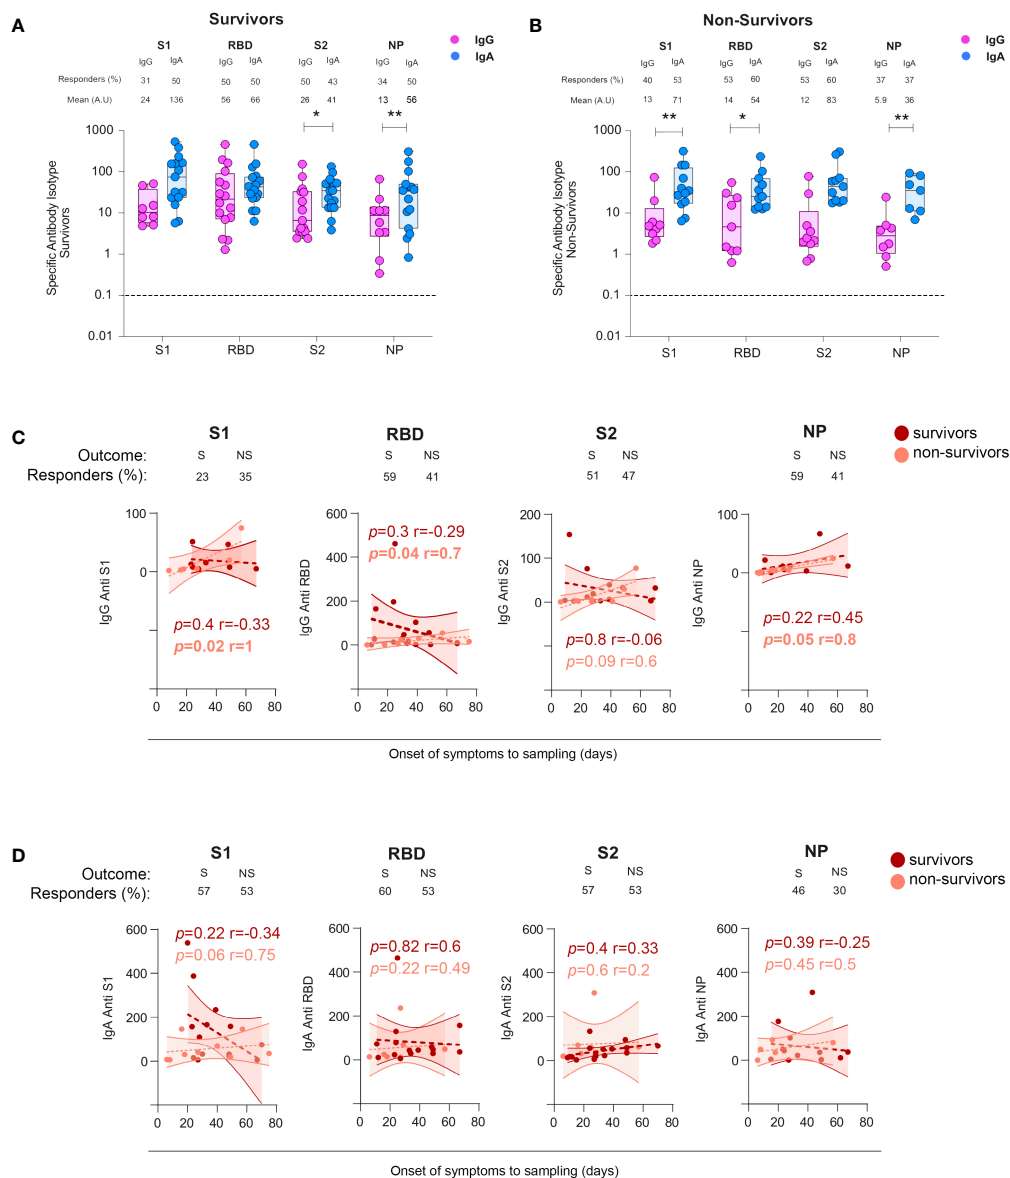 A
Survivors
S1 RBD S2 NP
IgG IgA IgG IgA IgG IgA IgG IgA
Responders (%) 31 50 50 50 50 43 34 50
Mean (A.U) 24 136 56 66 26 41 13 56
IgG
IgA
* **
1000
100
10
1
0.1
0.01
Specific Antibody Isotype
Survivors
S1 RBD S2 NP
B
Non-Survivors
S1 RBD S2 NP
IgG IgA IgG IgA IgG IgA IgG IgA
Responders (%) 40 53 53 60 53 60 37 37
Mean (A.U) 13 71 14 54 12 83 5.9 36
IgG
IgA
** * **
1000
100
10
1
0.1
0.01
Specific Antibody Isotype
Non-Survivors
S1 RBD S2 NP
C
S1 RBD S2 NP
Outcome: S NS S NS S NS S NS
Responders (%): 23 35 59 41 51 47 59 41
survivors
non-survivors
IgG Anti S1
100
0
p=0.4 r=-0.33
p=0.02 r=1
0 20 40 60 80
IgG Anti RBD
600
400
200
0
p=0.3 r=-0.29
p=0.04 r=0.7
0 20 40 60 80
IgG Anti S2
200
100
0
p=0.8 r=-0.06
p=0.09 r=0.6
0 20 40 60 80
IgG Anti NP
100
0
p=0.22 r=0.45
p=0.05 r=0.8
0 20 40 60 80
Onset of symptoms to sampling (days)
D
S1 RBD S2 NP
Outcome: S NS S NS S NS S NS
Responders (%): 57 53 60 53 57 53 46 30
survivors
non-survivors
IgA Anti S1
600
400
200
0
p=0.22 r=-0.34
p=0.06 r=0.75
0 20 40 60 80
IgA Anti RBD
600
400
200
0
p=0.82 r=0.6
p=0.22 r=0.49
0 20 40 60 80
IgA Anti S2
600
400
200
0
p=0.4 r=0.33
p=0.6 r=0.2
0 20 40 60 80
IgA Anti NP
600
400
200
0
p=0.39 r=-0.25
p=0.45 r=0.5
0 20 40 60 80
Onset of symptoms to sampling (days)